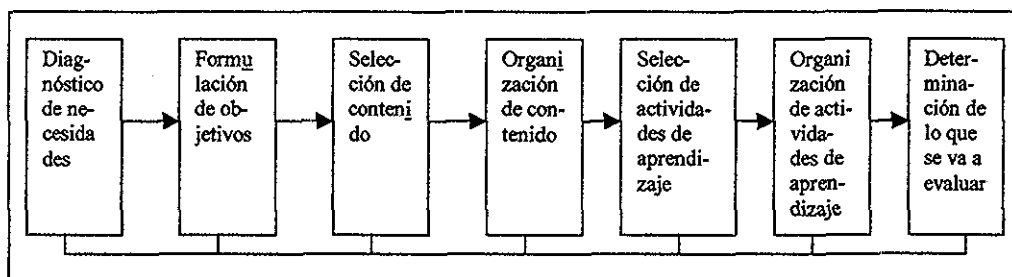 Diag-
nóstico
de ne-
cesida
des
Formu
lación
de ob-
jetivos
Selec-
ción de
conteni
do
Organi
zación
de con-
tenido
Selec-
ción de
activida-
des de
aprendi-
zaje
Organi
zación
de acti-
vida-
des de
apren-
dizaje
Deter-
mina-
ción de
lo que
se va a
evaluar